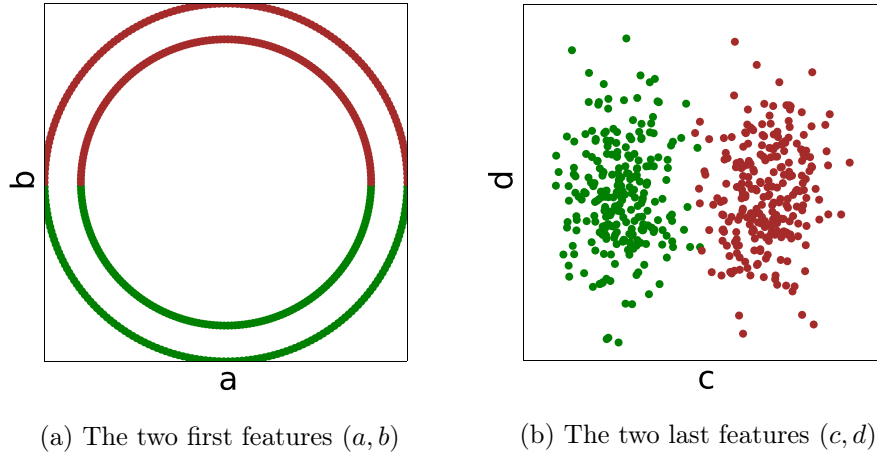 b
a
d
c
(a) The two first features (a, b)
(b) The two last features (c, d)